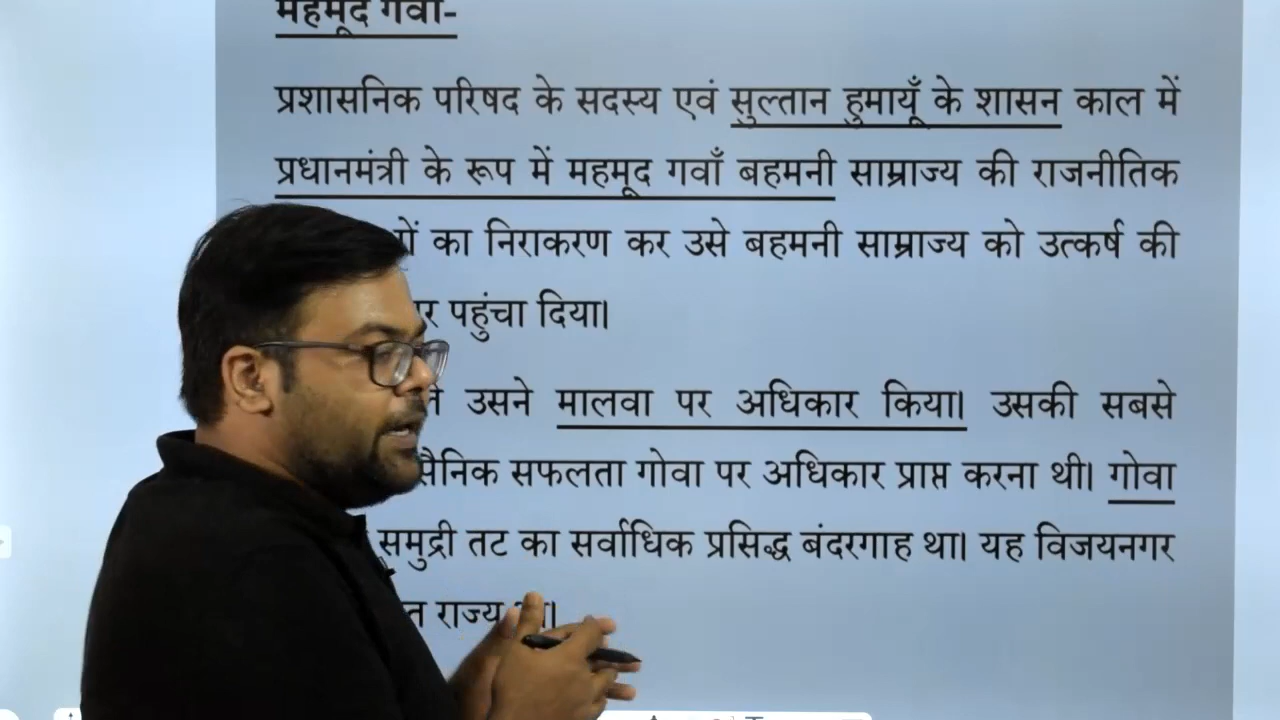 महमूद गवाँ-
प्रशासनिक परिषद के सदस्य एवं सुल्तान हुमायूँ के शासन काल में
प्रधानमंत्री के रूप में महमूद गवाँ बहमनी साम्राज्य की राजनीतिक
का निराकरण कर उसे बहमनी साम्राज्य को उत्कर्ष की
पहुंचा दिया।
उसने मालवा पर अधिकार किया। उसकी सबसे
सैनिक सफलता गोवा पर अधिकार प्राप्त करना थी। गोवा
समुद्री तट का सर्वाधिक प्रसिद्ध बंदरगाह था। यह विजयनगर
राज्य